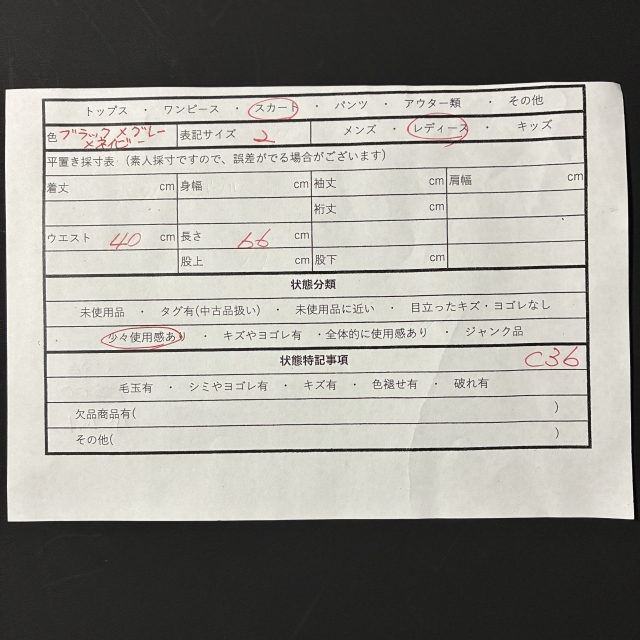 トップス ・ ワンピース ・ スカート ・ パンツ ・ アウター類 ・ その他
色 ブラック×グレー
×ネイビー
表記サイズ 2
メンズ ・ レディース ・ キッズ
平置き採寸表 (素人採寸ですので、誤差がでる場合がございます)
着丈 cm 身幅 cm 袖丈 cm 肩幅 cm
裄丈 cm
ウエスト 40 cm 長さ 66 cm
股上 cm 股下 cm
状態分類
未使用品 ・ タグ有(中古品扱い) ・ 未使用品に近い ・ 目立ったキズ・ヨゴレなし
・ 少々使用感あり ・ キズやヨゴレ有 ・全体的に使用感あり ・ ジャンク品
状態特記事項 C36
毛玉有 ・ シミやヨゴレ有 ・ キズ有 ・ 色褪せ有 ・ 破れ有
欠品商品有( )
その他( )